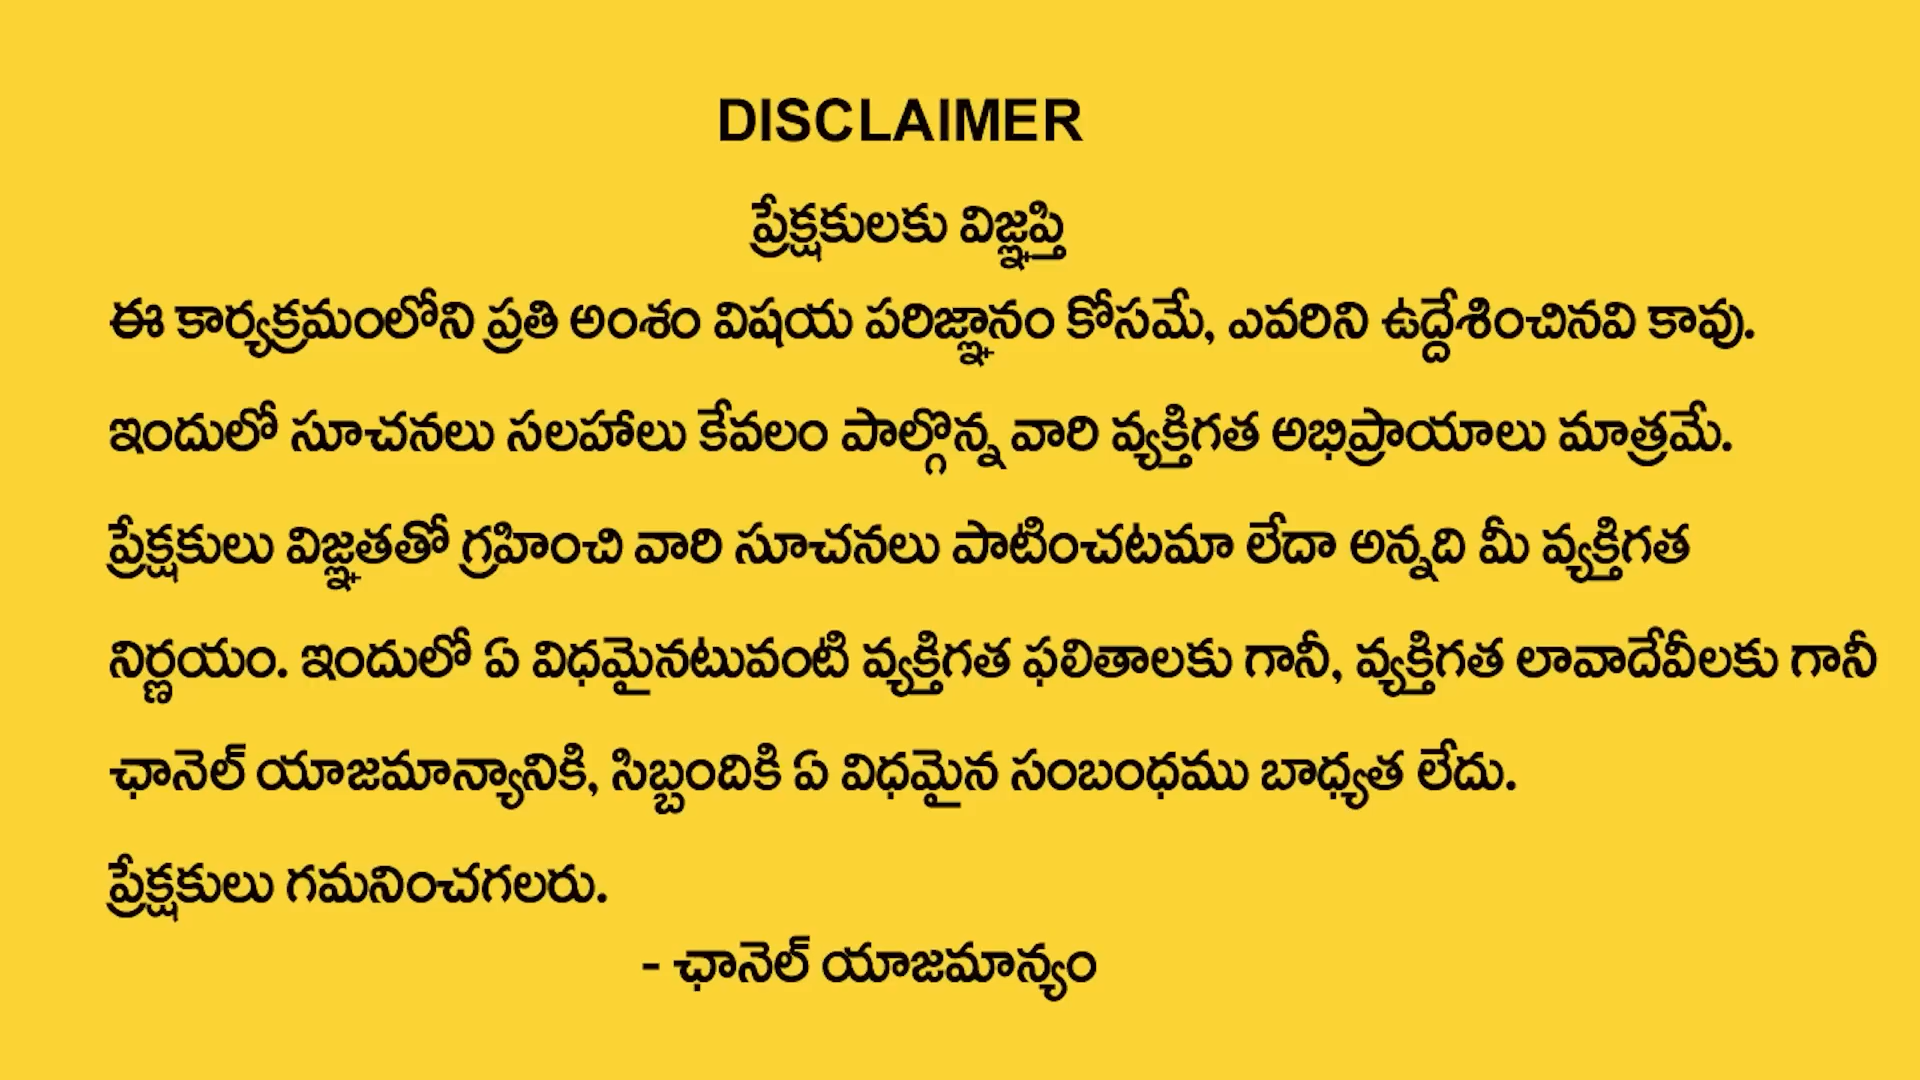 DISCLAIMER
ప్రేక్షకులకు విజ్ఞప్తి
ఈ కార్యక్రమంలోని ప్రతి అంశం విషయ పరిజ్ఞానం కోసమే, ఎవరిని ఉద్దేశించినవి కావు.
ఇందులో సూచనలు సలహాలు కేవలం పాల్గొన్న వారి వ్యక్తిగత అభిప్రాయాలు మాత్రమే.
ప్రేక్షకులు విజ్ఞతతో గ్రహించి వారి సూచనలు పాటించటమా లేదా అన్నది మీ వ్యక్తిగత
నిర్ణయం. ఇందులో ఏ విధమైనటువంటి వ్యక్తిగత ఫలితాలకు గానీ, వ్యక్తిగత లావాదేవీలకు గానీ
ఛానెల్ యాజమాన్యానికి, సిబ్బందికి ఏ విధమైన సంబంధము బాధ్యత లేదు.
ప్రేక్షకులు గమనించగలరు.
- ఛానెల్ యాజమాన్యం